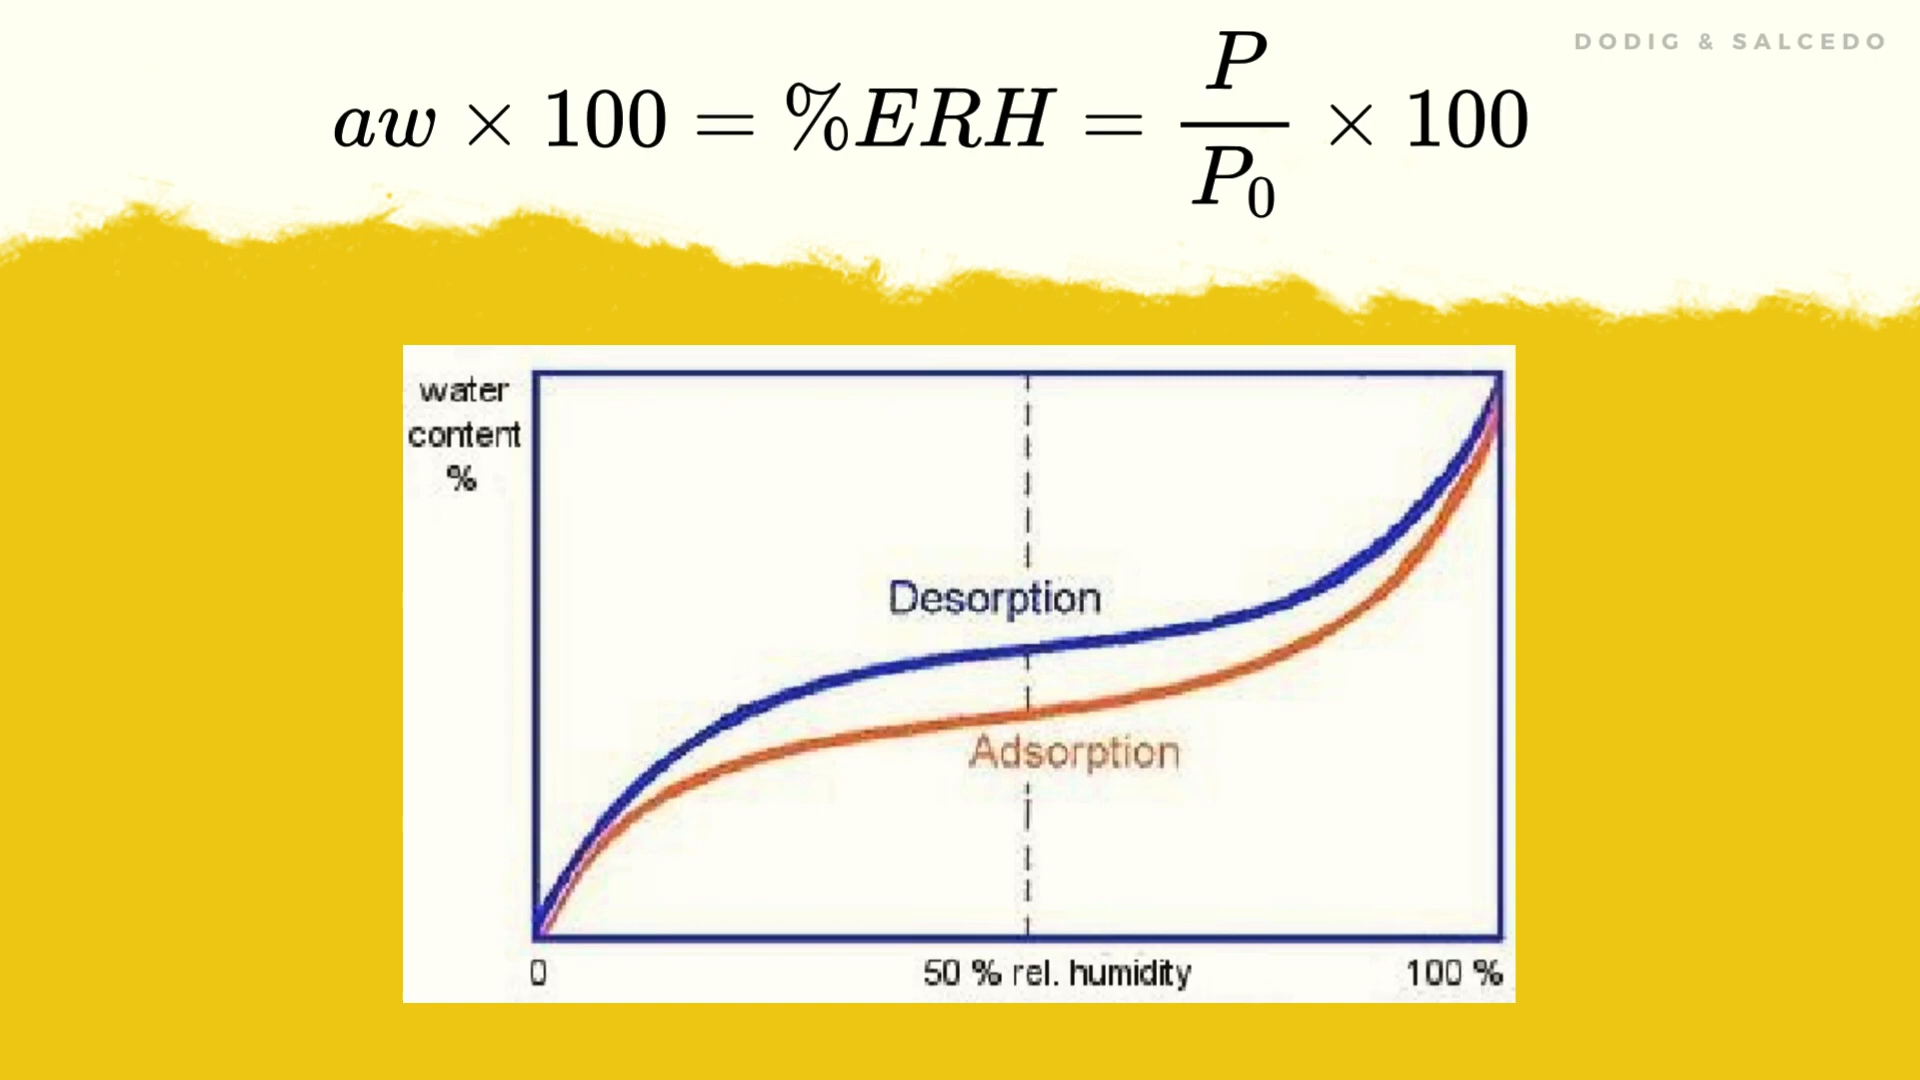 DODIG & SALCEDO
aw × 100 = %ERH = P/P₀ × 100
water
content
%
Desorption
Adsorption
0 50 % rel. humidity 100 %